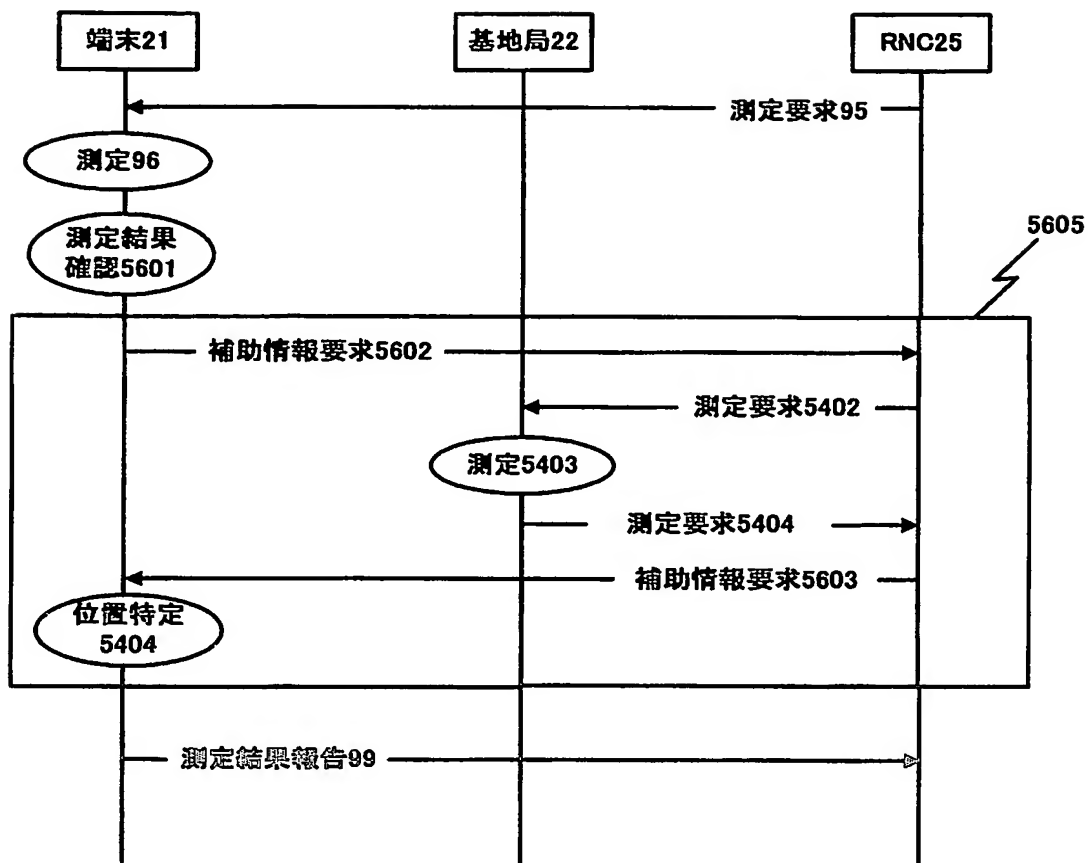 端末21
基地局22
RNC25
測定要求95
測定96
測定結果
確認5601
5605
補助情報要求5602
測定要求5402
測定5403
測定要求5404
補助情報要求5603
位置特定
5404
測定結果報告99